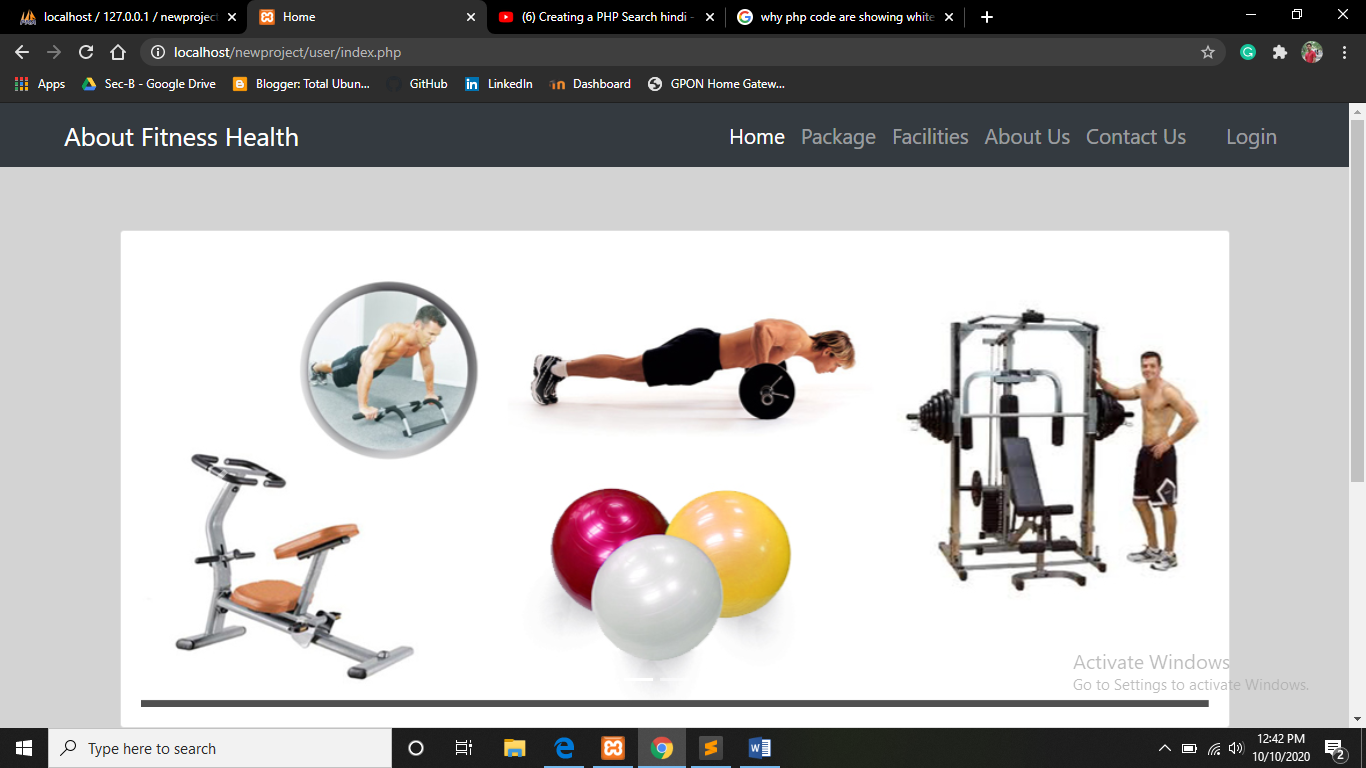 localhost / 127.0.0.1 / newproject
Home
(6) Creating a PHP Search hindi -
why php code are showing white
localhost/newproject/user/index.php
Apps
Sec-B - Google Drive
Blogger: Total Ubun...
GitHub
LinkedIn
Dashboard
GPON Home Gatew...
About Fitness Health
Home
Package
Facilities
About Us
Contact Us
Login
Activate Windows
Go to Settings to activate Windows.
Type here to search
12:42 PM
10/10/2020
2